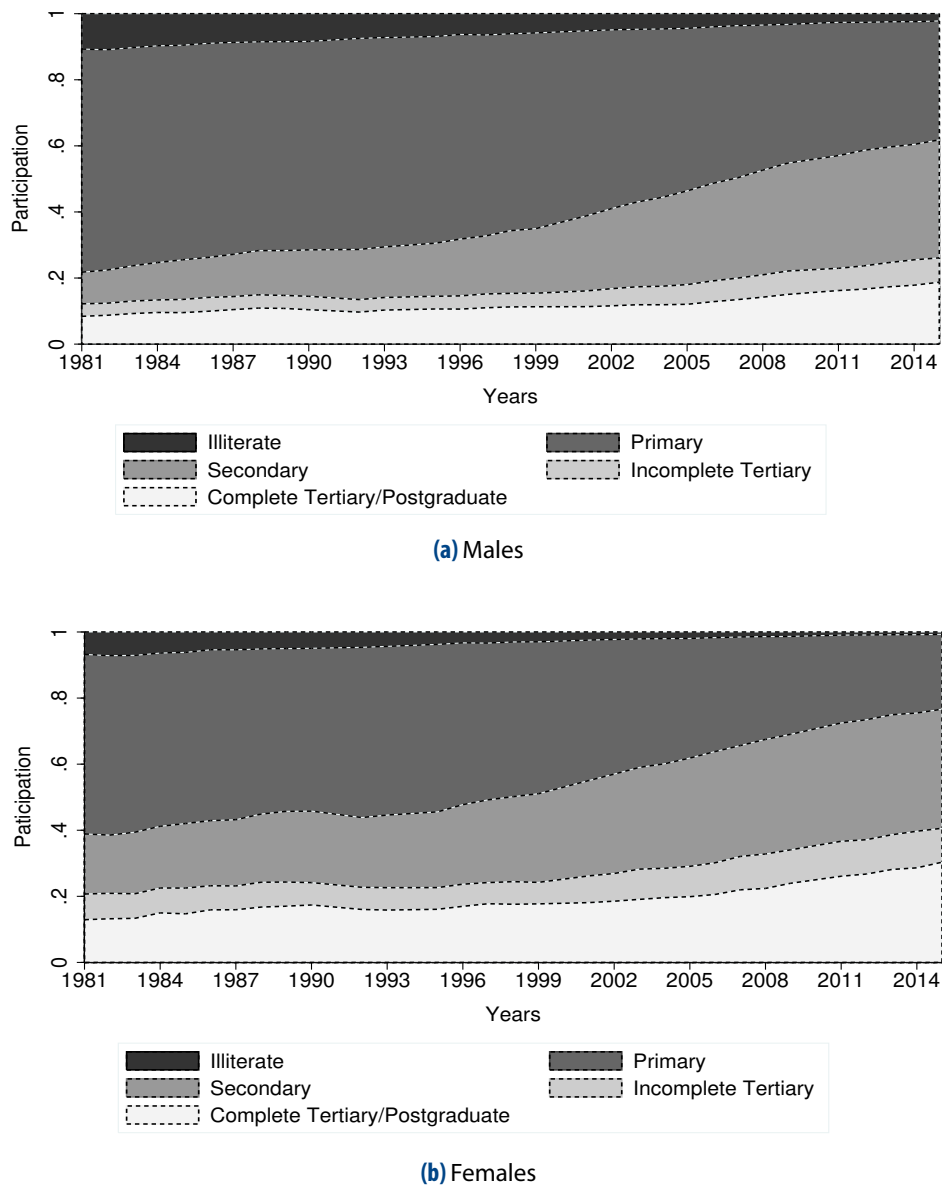 1
.8
.6
.4
.2
0
Participation
1981 1984 1987 1990 1993 1996 1999 2002 2005 2008 2011 2014
Years
Illiterate Primary
Secondary Incomplete Tertiary
Complete Tertiary/Postgraduate
(a) Males
1
.8
.6
.4
.2
0
Paticipation
1981 1984 1987 1990 1993 1996 1999 2002 2005 2008 2011 2014
Years
Illiterate Primary
Secondary Incomplete Tertiary
Complete Tertiary/Postgraduate
(b) Females